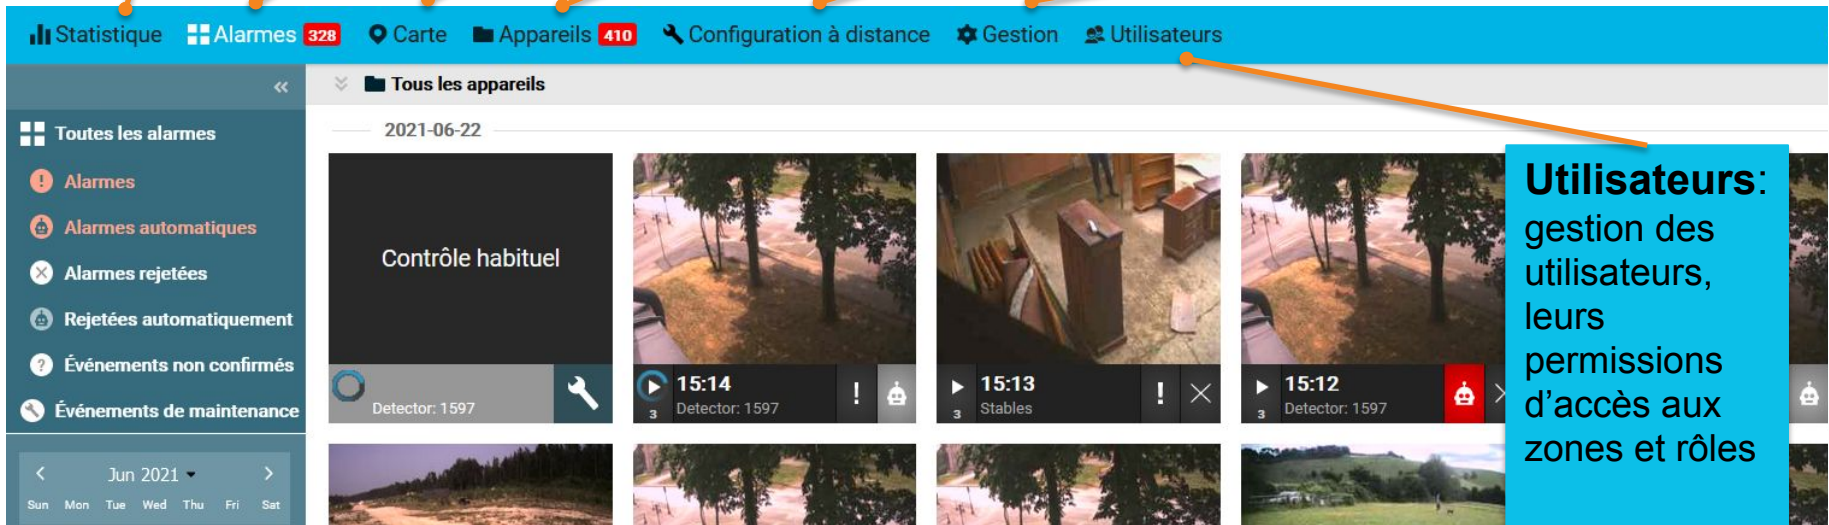 Statistique Alarmes 328 Carte Appareils 410 Configuration à distance Gestion Utilisateurs
«
Tous les appareils
Toutes les alarmes
Alarmes
Alarmes automatiques
Alarmes rejetées
Rejetées automatiquement
Événements non confirmés
Événements de maintenance
Jun 2021
Sun Mon Tue Wed Thu Fri Sat
2021-06-22
Contrôle habituel
Detector: 1597
15:14
3 Detector: 1597
15:13
3 Stables
15:12
3 Detector: 1597
Utilisateurs:
gestion des
utilisateurs,
leurs
permissions
d’accès aux
zones et rôles